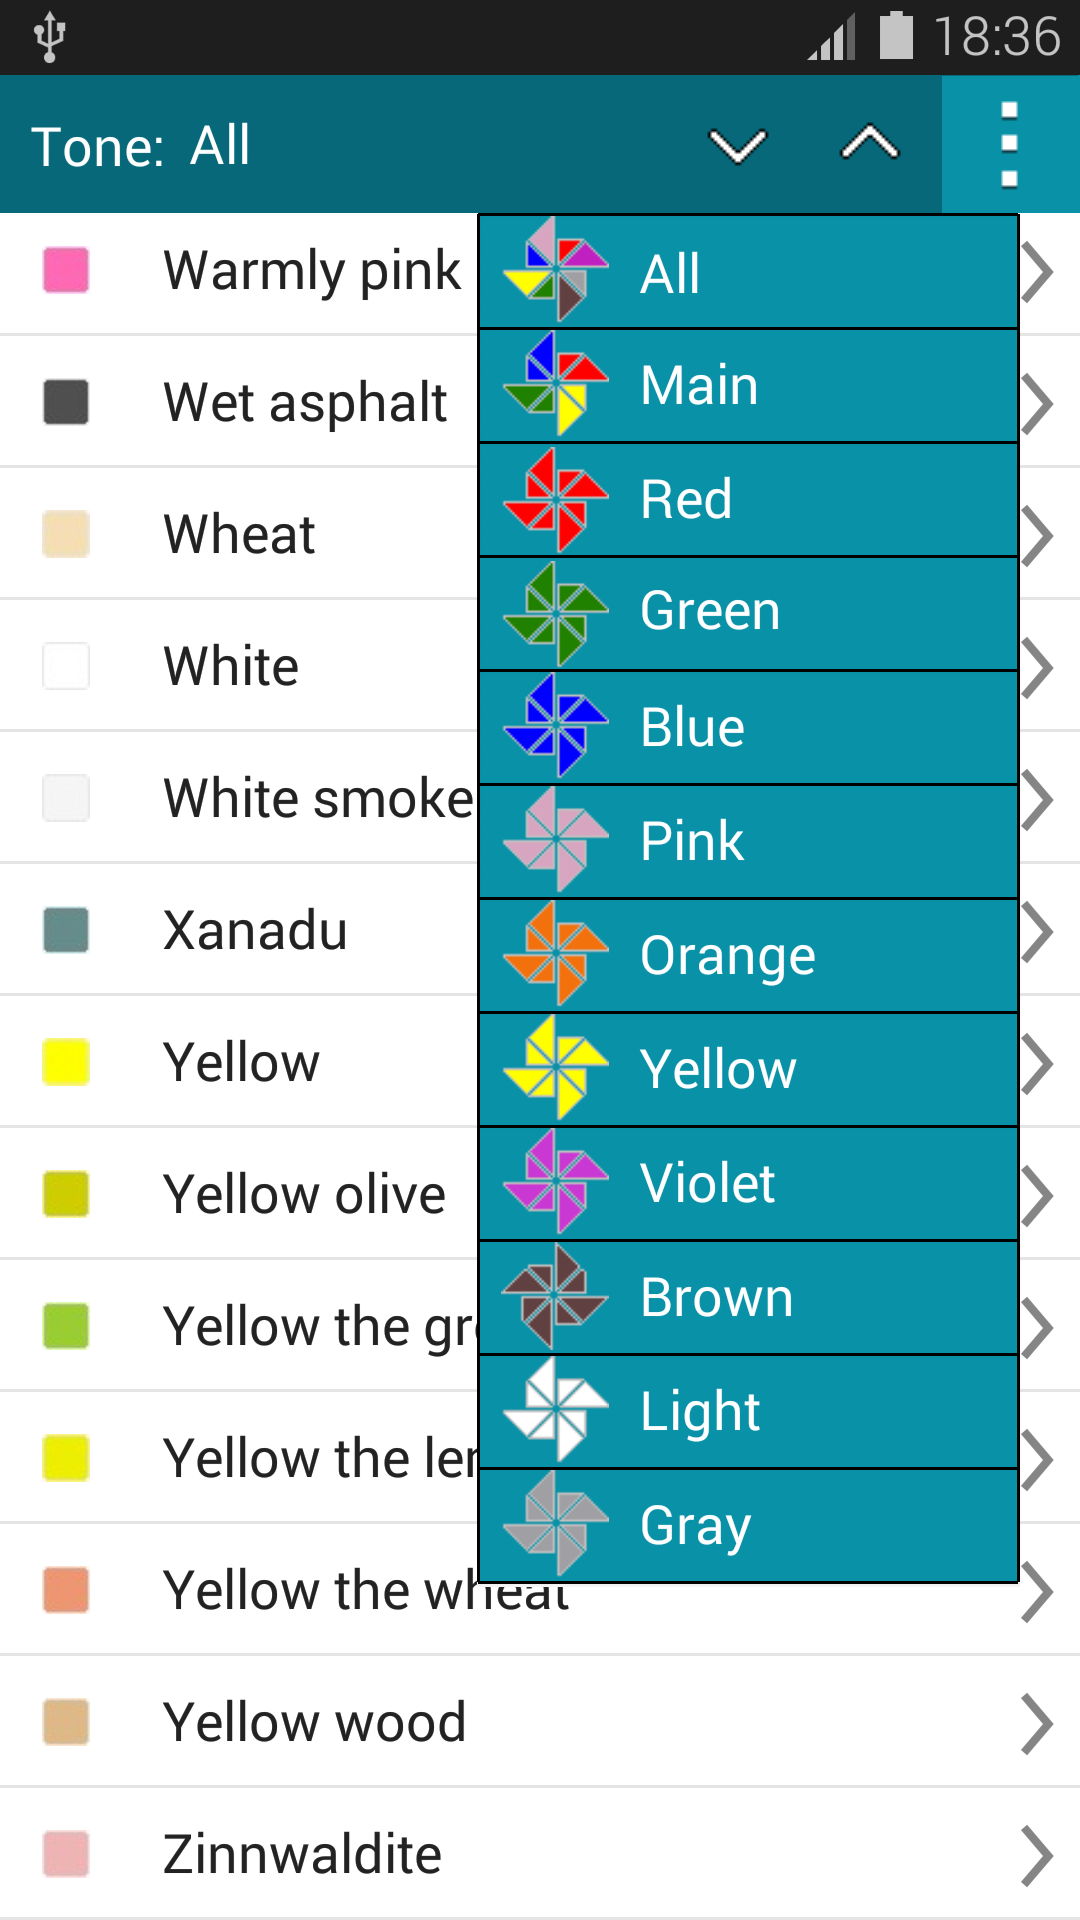 18:36
Tone: All
Warmly pink
Wet asphalt
Wheat
White
White smoke
Xanadu
Yellow
Yellow olive
Yellow the
Yellow the
Yellow the wheat
Yellow wood
Zinnwaldite
All
Main
Red
Green
Blue
Pink
Orange
Yellow
Violet
Brown
Light
Gray